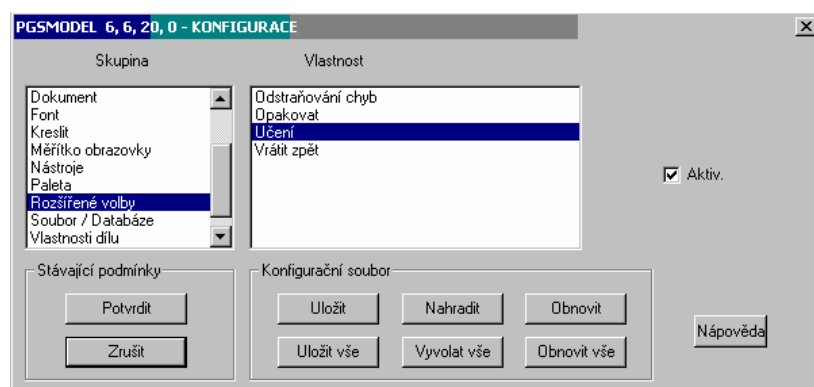 PGSMODEL 6, 6, 20, 0 - KONFIGURACE
Skupina Vlastnost
Dokument
Font
Kreslit
Měřítko obrazovky
Nástroje
Paleta
Rozšířené volby
Soubor / Databáze
Vlastnosti dílu
Odstraňování chyb
Opakovat
Učení
Vrátit zpět
Aktiv.
Stávající podmínky
Potvrdit
Zrušit
Konfigurační soubor
Uložit Nahradit Obnovit
Uložit vše Vyvolat vše Obnovit vše
Nápověda